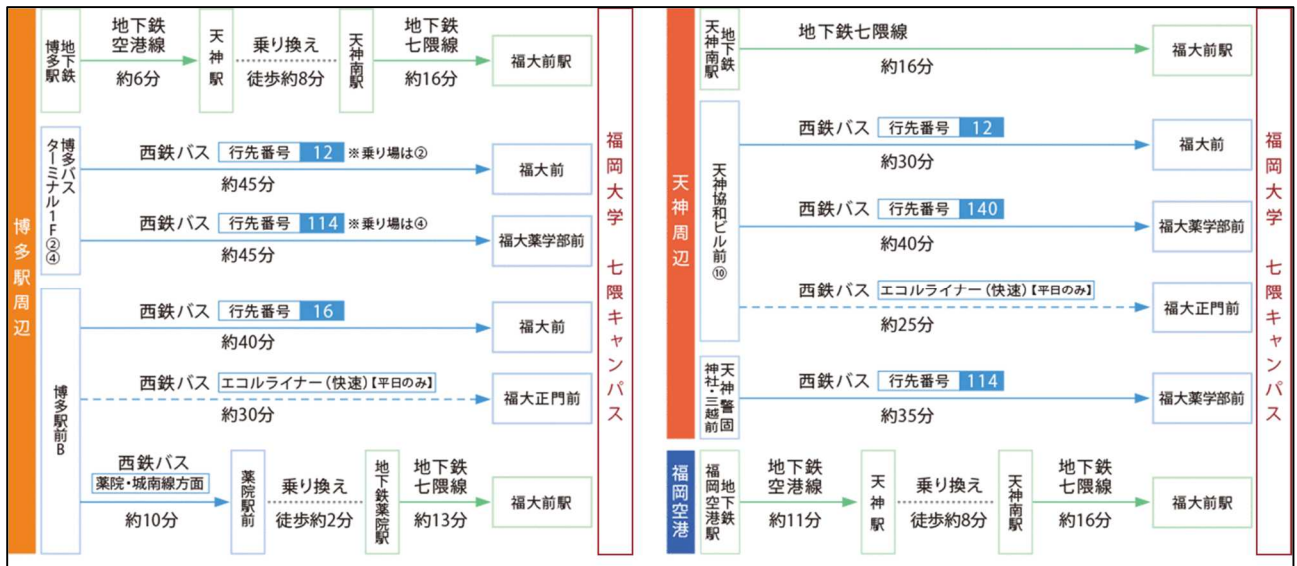 博多駅周辺
地下鉄
博多駅
地下鉄
空港線
約6分
天神駅
乗り換え
徒歩約8分
天神南駅
地下鉄
七隈線
約16分
福大前駅
博多バス
ターミナル1F②④
西鉄バス 行先番号 12 ※乗り場は②
約45分
福大前
西鉄バス 行先番号 114 ※乗り場は④
約45分
福大薬学部前
博多駅前B
西鉄バス 行先番号 16
約40分
福大前
西鉄バス エコルライナー(快速)【平日のみ】
約30分
福大正門前
西鉄バス
薬院・城南線方面
約10分
薬院駅前
乗り換え
徒歩約2分
地下鉄薬院駅
地下鉄
七隈線
約13分
福大前駅
福岡大学 七隈キャンパス
天神周辺
地下鉄
天神南駅
地下鉄七隈線
約16分
福大前駅
天神協和ビル前⑩
西鉄バス 行先番号 12
約30分
福大前
西鉄バス 行先番号 140
約40分
福大薬学部前
西鉄バス エコルライナー(快速)【平日のみ】
約25分
福大正門前
天神警固
神社・三越前
西鉄バス 行先番号 114
約35分
福大薬学部前
福岡空港
地下鉄
福岡空港駅
地下鉄
空港線
約11分
天神駅
乗り換え
徒歩約8分
天神南駅
地下鉄
七隈線
約16分
福大前駅
福岡大学 七隈キャンパス